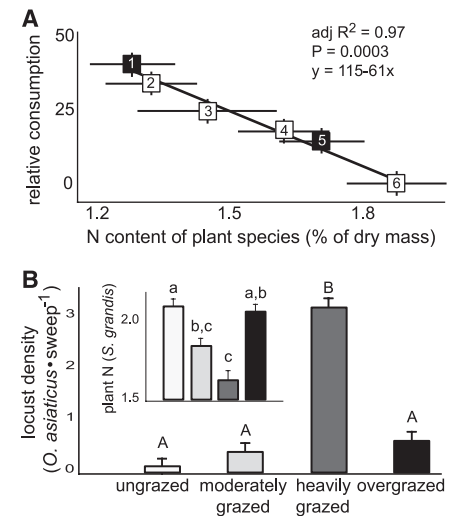 A
50
25
0
relative consumption
adj R² = 0.97
P = 0.0003
y = 115-61x
1
2
3
4
5
6
1.2 1.5 1.8
N content of plant species (% of dry mass)
B
locust density
(O. asiaticus•sweep⁻¹)
3
2
1
0
plant N (S. grandis)
2.0
1.5
a
b,c
c
a,b
A
A
B
A
ungrazed moderately heavily overgrazed
grazed grazed